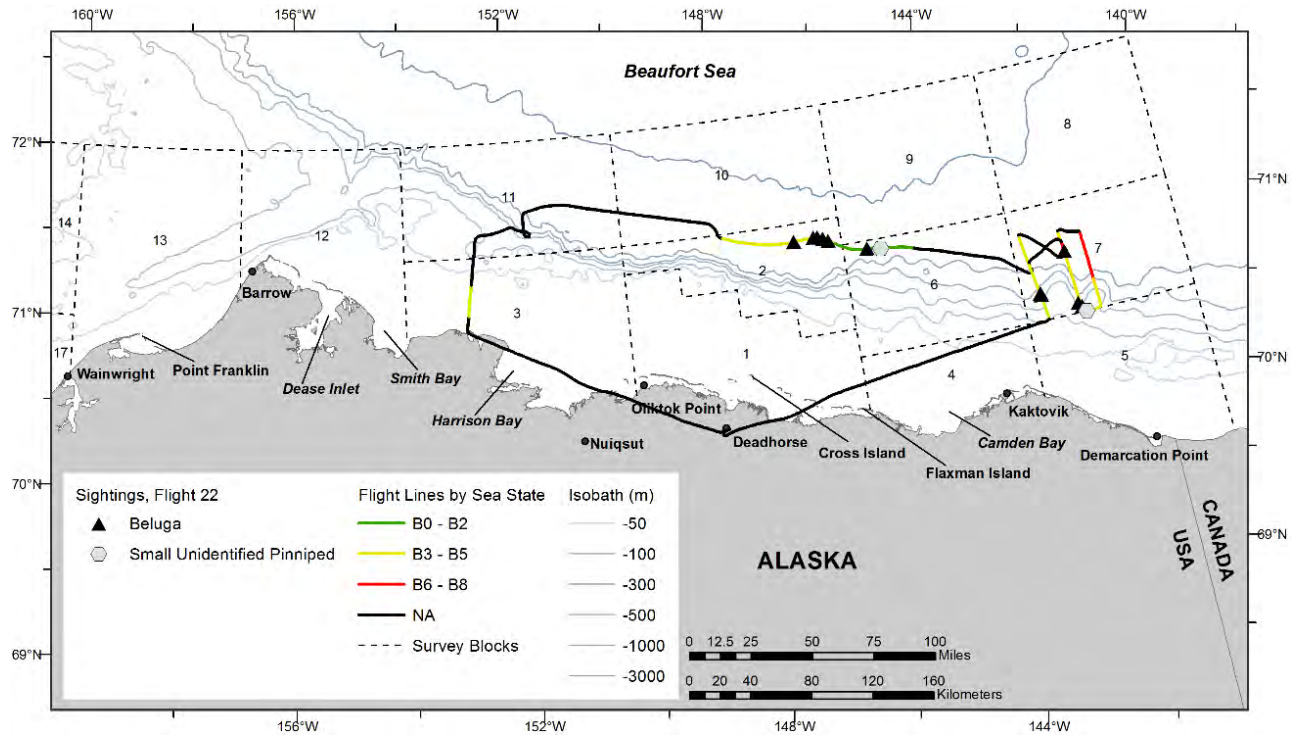 160°W 156°W 152°W 148°W 144°W 140°W
Beaufort Sea
72°N
71°N
8
9
10
11
12
13
14
7
2
6
3
1
4
5
17
Barrow
71°N
70°N
Wainwright
Point Franklin
Dease Inlet
Smith Bay
Harrison Bay
Oliktok Point
Nuiqsut
Deadhorse
Cross Island
Flaxman Island
Camden Bay
Kaktovik
Demarcation Point
70°N
69°N
69°N
CANADA
USA
ALASKA
Sightings, Flight 22
Beluga
Small Unidentified Pinniped
Flight Lines by Sea State
B0 - B2
B3 - B5
B6 - B8
NA
Survey Blocks
Isobath (m)
-50
-100
-300
-500
-1000
-3000
0 12.5 25 50 75 100
Miles
0 20 40 80 120 160
Kilometers
156°W 152°W 148°W 144°W